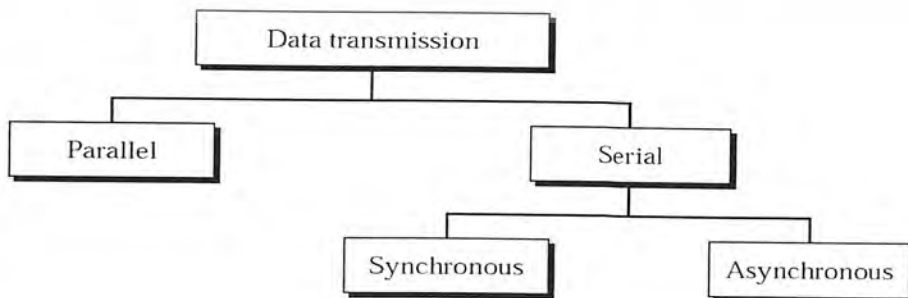 Data transmission
Parallel
Serial
Synchronous
Asynchronous